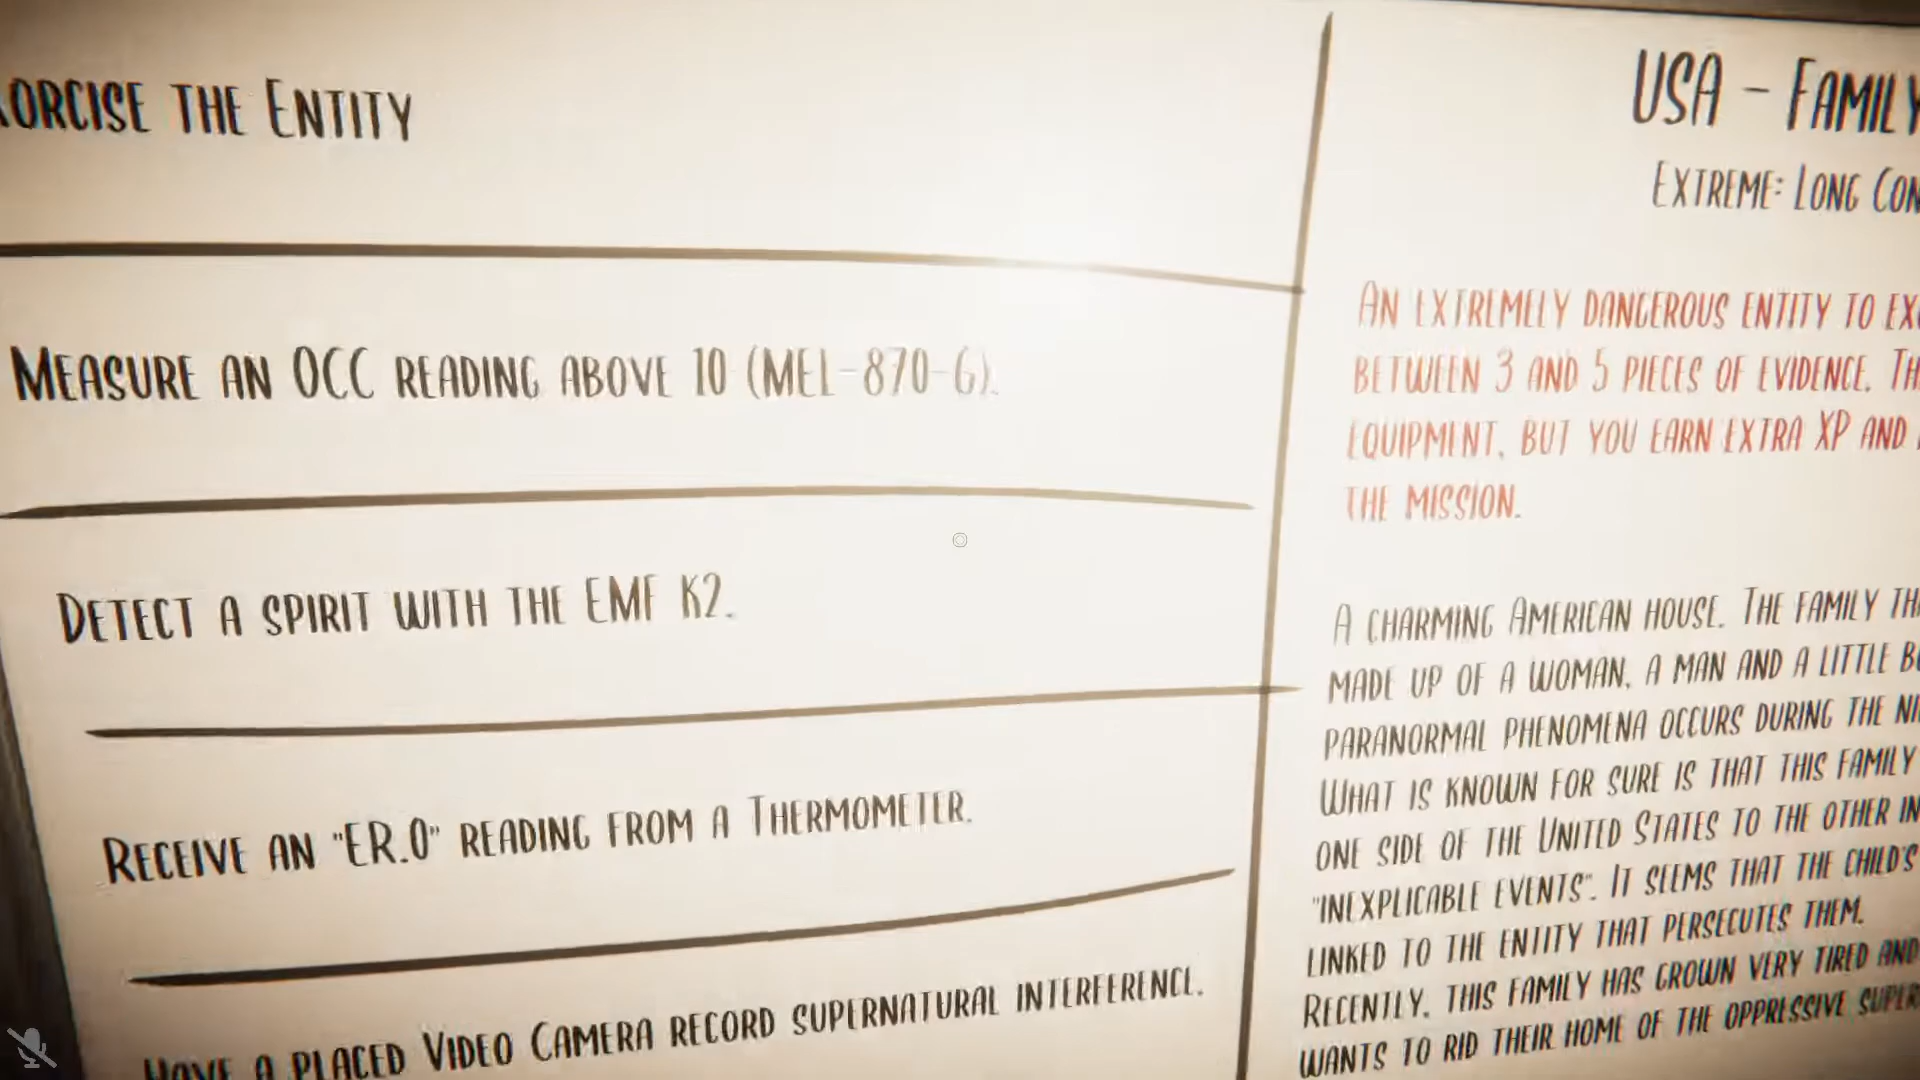 THE ENTITY
MEASURE AN OCC READING ABOVE 10 (MEL-870-G).
DETECT A SPIRIT WITH THE EMF K2.
RECEIVE AN "ER.0" READING FROM A THERMOMETER.
HAVE A PLACED VIDEO CAMERA RECORD SUPERNATURAL INTERFERENCE.
USA - FAMILY
EXTREME: LONG
AN EXTREMELY DANGEROUS ENTITY TO
BETWEEN 3 AND 5 PIECES OF EVIDENCE.
EQUIPMENT, BUT YOU EARN EXTRA XP AND
THE MISSION.
A CHARMING AMERICAN HOUSE. THE FAMILY
MADE UP OF A WOMAN, A MAN AND A LITTLE
PARANORMAL PHENOMENA OCCURS DURING THE
WHAT IS KNOWN FOR SURE IS THAT THIS FAMILY
ONE SIDE OF THE UNITED STATES TO THE OTHER
"INEXPLICABLE EVENTS". IT SEEMS THAT THE CHILD'S
LINKED TO THE ENTITY THAT PERSECUTES THEM.
RECENTLY, THIS FAMILY HAS GROWN VERY TIRED AND
WANTS TO RID THEIR HOME OF THE OPPRESSIVE